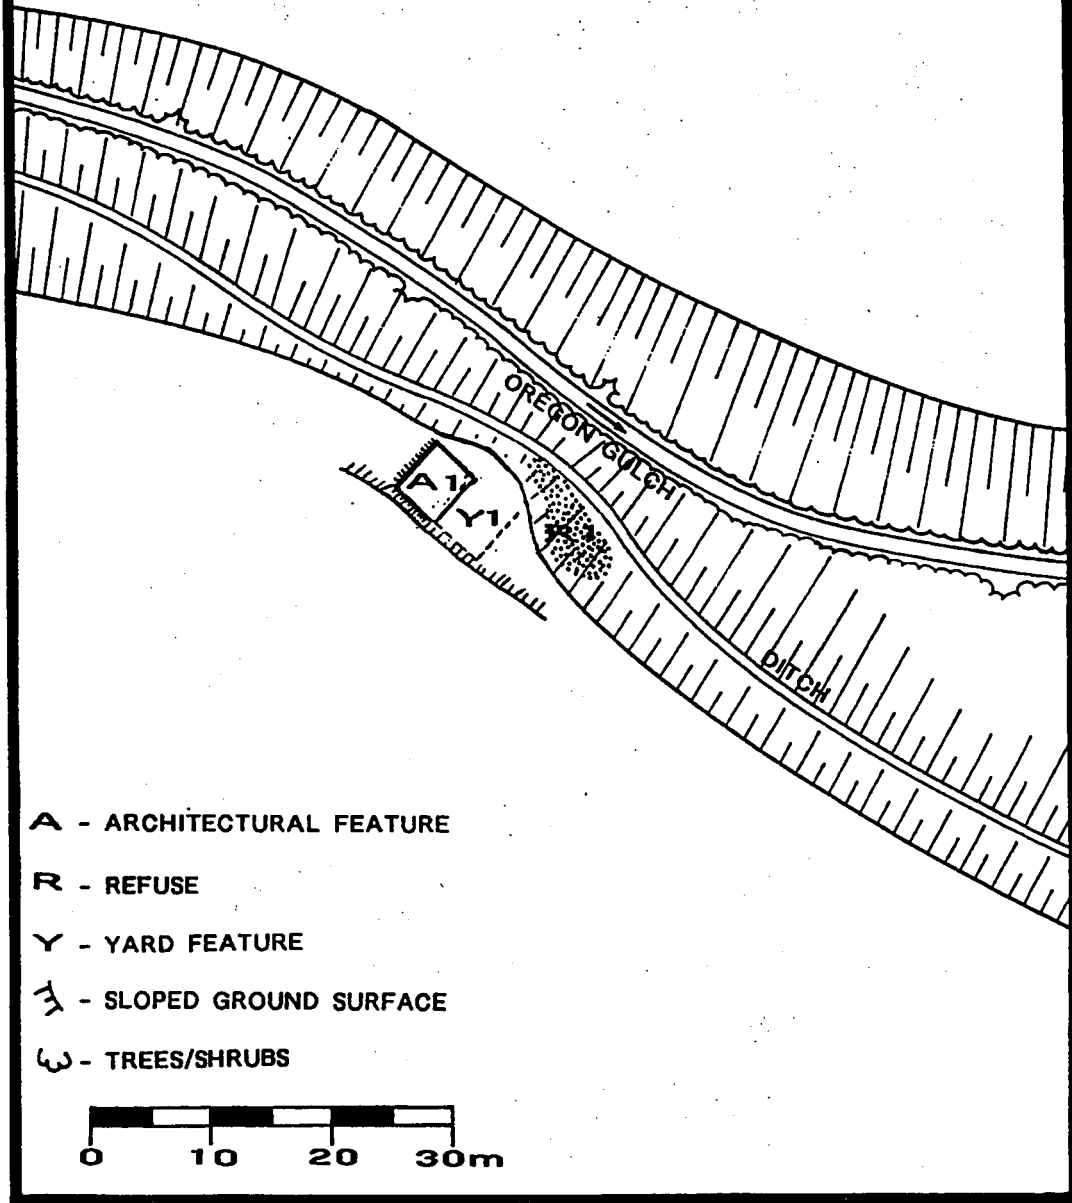 OREGON GULCH
A1
Y1
DITCH
A - ARCHITECTURAL FEATURE
R - REFUSE
Y - YARD FEATURE
- SLOPED GROUND SURFACE
- TREES/SHRUBS
0 10 20 30m